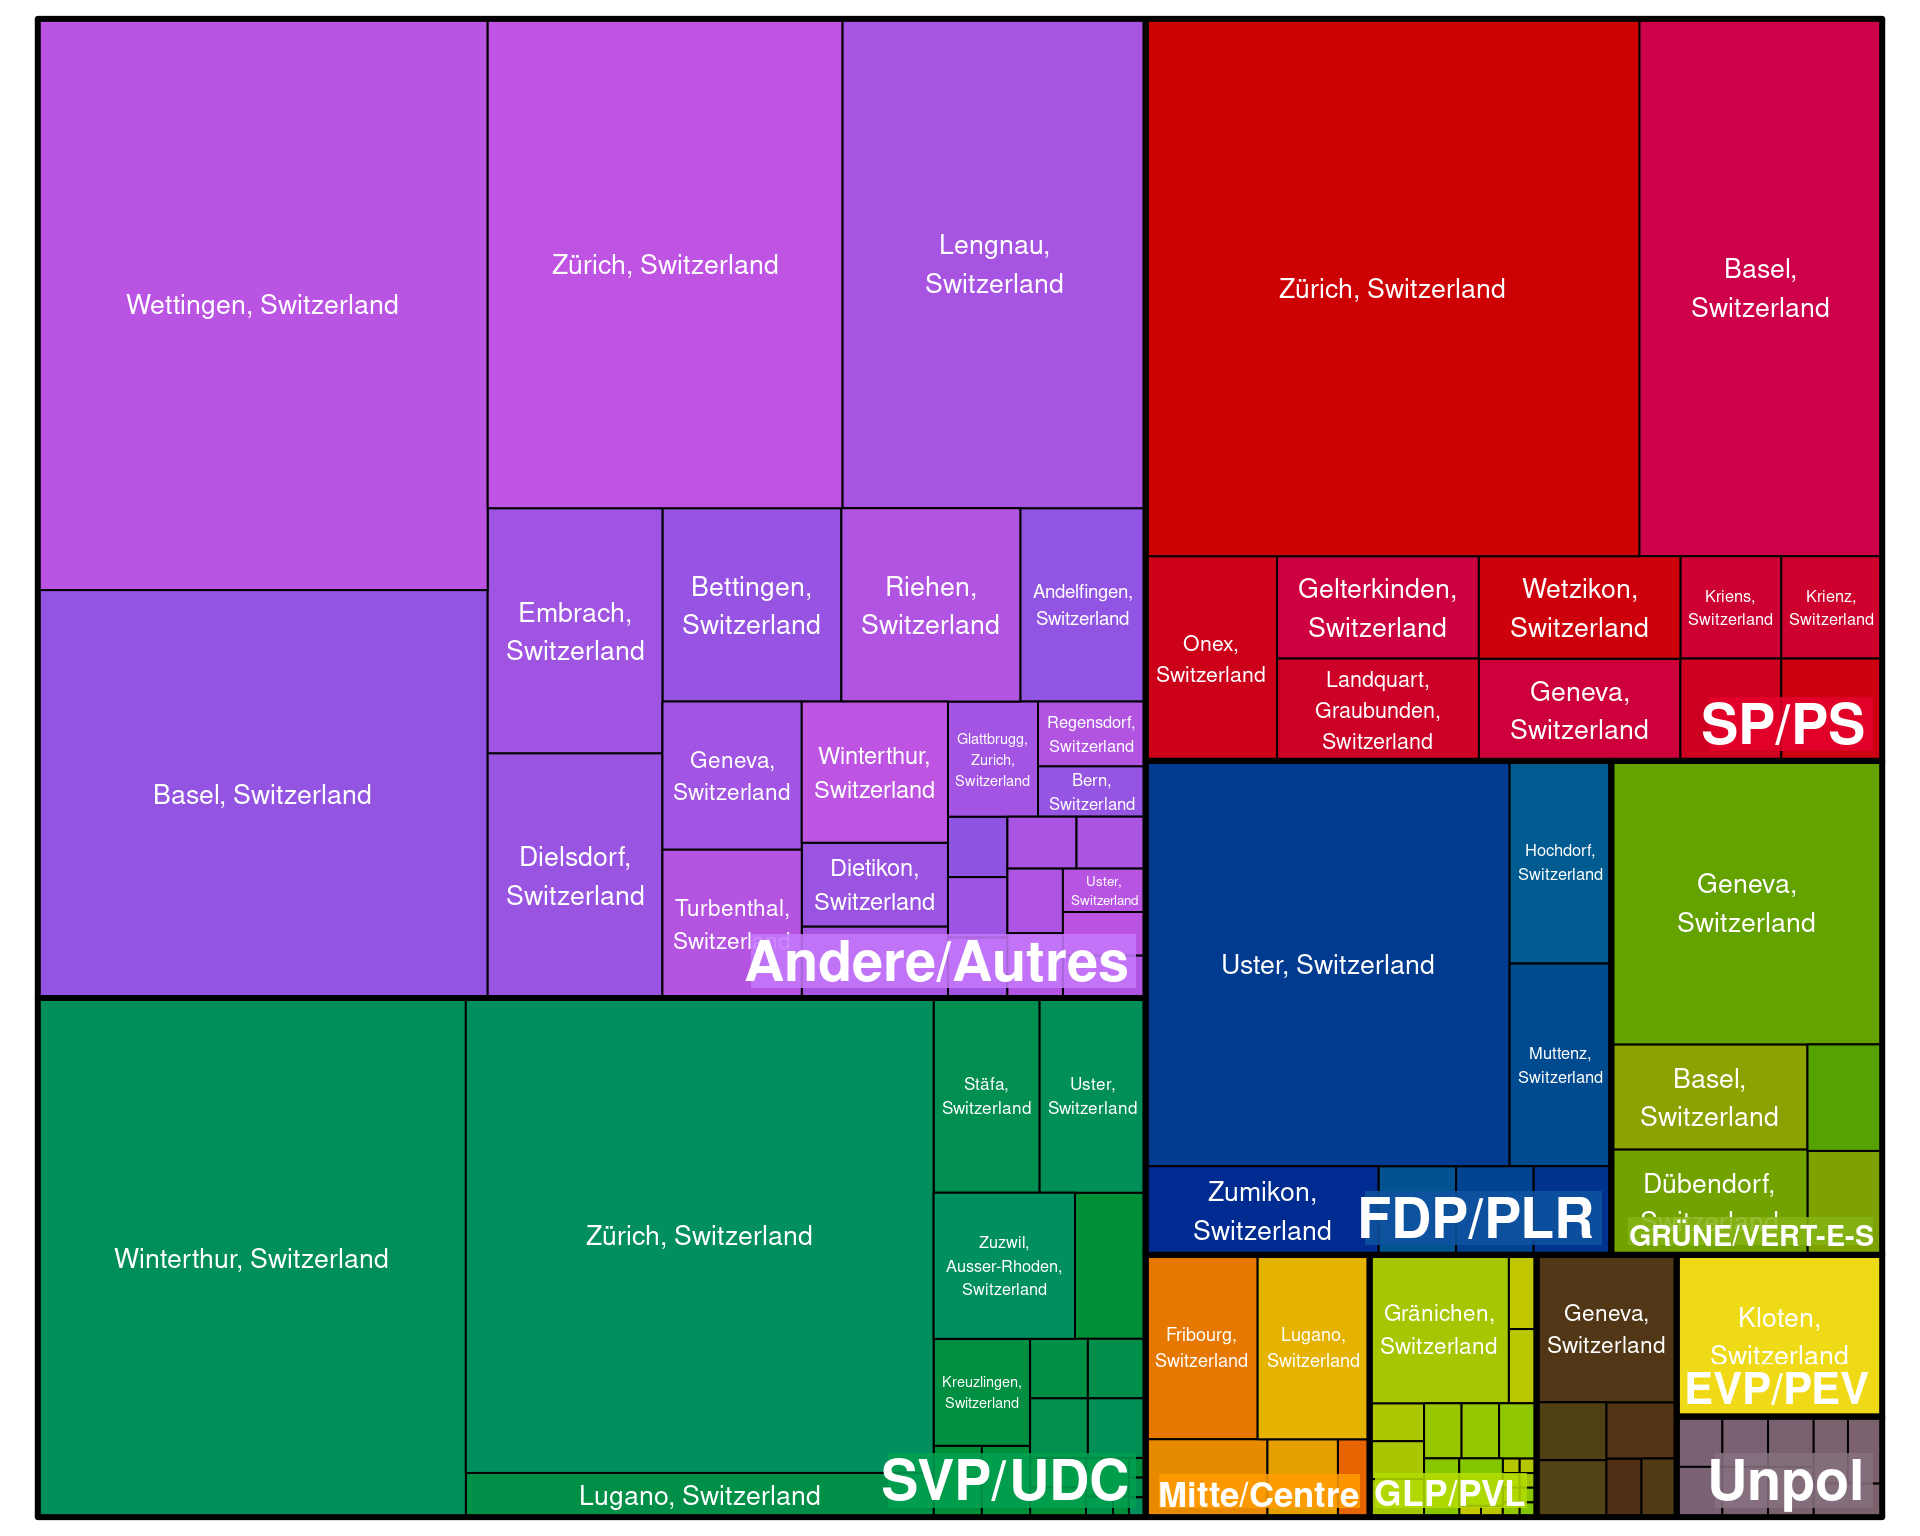 Wettingen, Switzerland
Zürich, Switzerland
Lengnau,
Switzerland
Basel, Switzerland
Embrach,
Switzerland
Bettingen,
Switzerland
Riehen,
Switzerland
Andelfingen,
Switzerland
Dielsdorf,
Switzerland
Geneva,
Switzerland
Winterthur,
Switzerland
Glattbrugg,
Zurich,
Switzerland
Regensdorf,
Switzerland
Bern,
Switzerland
Turbenthal,
Switzerland
Dietikon,
Switzerland
Uster,
Switzerland
Andere/Autres
Winterthur, Switzerland
Zürich, Switzerland
Stäfa,
Switzerland
Uster,
Switzerland
Zuzwil,
Ausser-Rhoden,
Switzerland
Kreuzlingen,
Switzerland
Lugano, Switzerland
SVP/UDC
Zürich, Switzerland
Basel,
Switzerland
Onex,
Switzerland
Gelterkinden,
Switzerland
Wetzikon,
Switzerland
Kriens,
Switzerland
Krienz,
Switzerland
Landquart,
Graubunden,
Switzerland
Geneva,
Switzerland
SP/PS
Uster, Switzerland
Hochdorf,
Switzerland
Muttenz,
Switzerland
Zumikon,
Switzerland
FDP/PLR
Geneva,
Switzerland
Basel,
Switzerland
Dübendorf,
Switzerland
GRÜNE/VERT-E-S
Fribourg,
Switzerland
Lugano,
Switzerland
Mitte/Centre
Gränichen,
Switzerland
GLP/PVL
Geneva,
Switzerland
Kloten,
Switzerland
EVP/PEV
Unpol